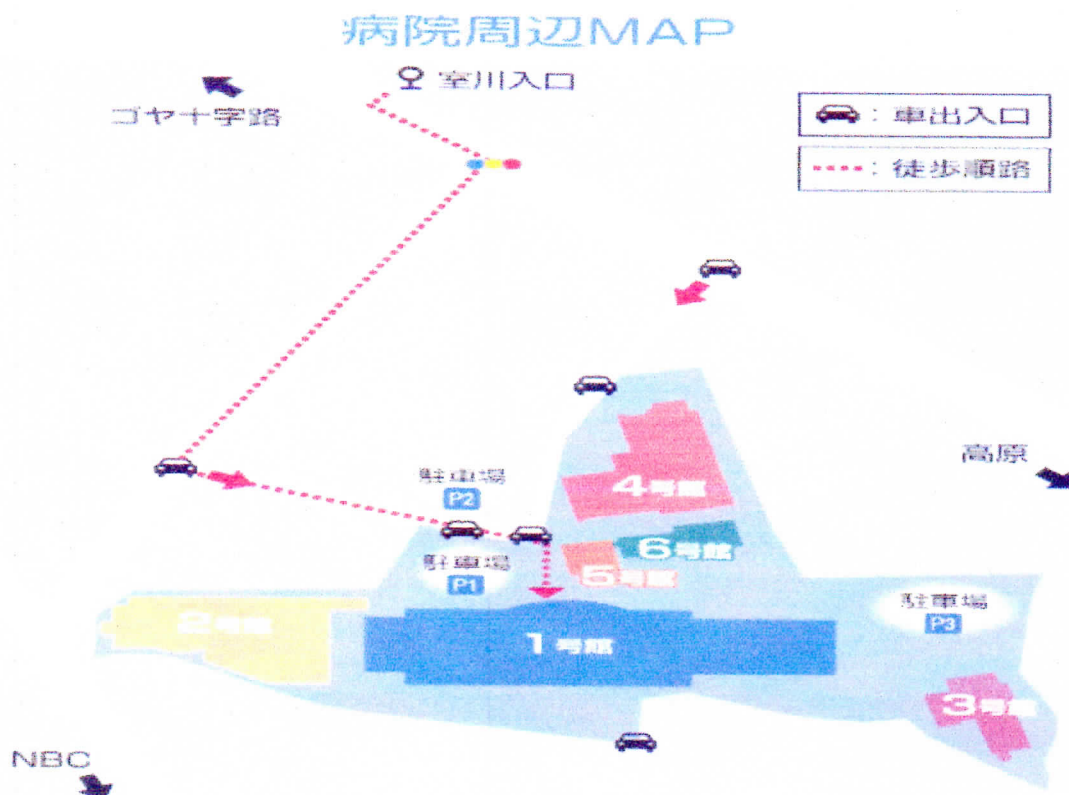 病院周辺MAP
室川入口
ゴヤ十字路
：車出入口
：徒歩順路
高原
駐車場
P2
4号館
6号館
駐車場
P1
5号館
駐車場
P3
2号館
1号館
3号館
NBC